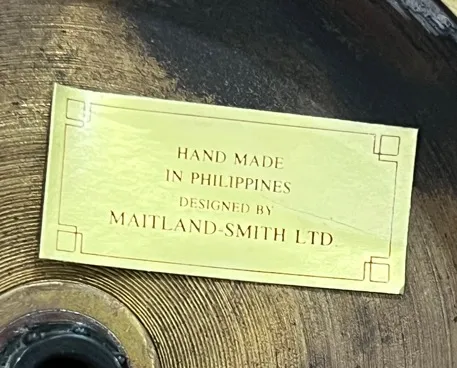 HAND MADE
IN PHILIPPINES
DESIGNED BY
MAITLAND-SMITH LTD.